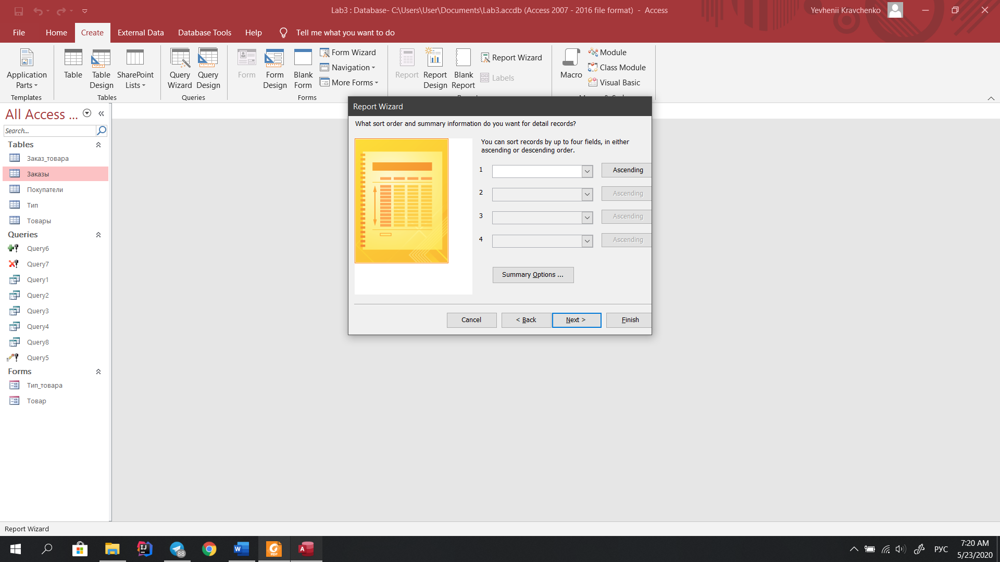 Lab3 : Database- C:\Users\User\Documents\Lab3.accdb (Access 2007 - 2016 file format) - Access
Yevhenii Kravchenko
File Home Create External Data Database Tools Help Tell me what you want to do
Application Parts
Templates
Table
Table Design
SharePoint Lists
Tables
Query Wizard
Query Design
Queries
Form
Form Design
Blank Form
Form Wizard
Navigation
More Forms
Forms
Report
Report Design
Blank Report
Report Wizard
Labels
Macro
Module
Class Module
Visual Basic
All Access ...
Search...
Tables
Заказ_товара
Заказы
Покупатели
Тип
Товары
Queries
Query6
Query7
Query1
Query2
Query3
Query4
Query8
Query5
Forms
Тип_товара
Товар
Report Wizard
What sort order and summary information do you want for detail records?
You can sort records by up to four fields, in either
ascending or descending order.
1 Ascending
2 Ascending
3 Ascending
4 Ascending
Summary Options ...
Cancel < Back Next > Finish
Report Wizard
88
PDF
РУС
7:20 AM
5/23/2020